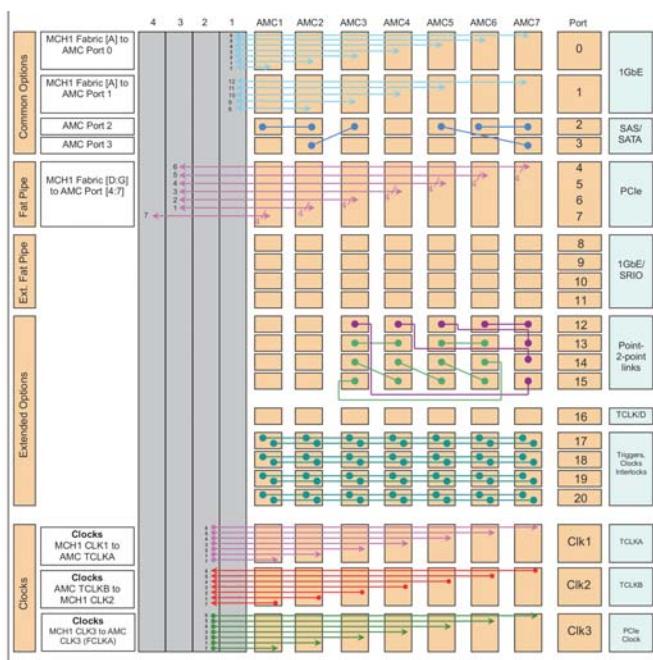 4 3 2 1 AMC1 AMC2 AMC3 AMC4 AMC5 AMC6 AMC7 Port
Common Options
MCH1 Fabric [A] to
AMC Port 0
0
1GbE
MCH1 Fabric [A] to
AMC Port 1
12
11
10
9
8
1
AMC Port 2
2
SAS/
SATA
AMC Port 3
3
Fat Pipe
MCH1 Fabric [D:G]
to AMC Port [4:7]
6
5
4
3
2
1
7
4
5
6
7
PCIe
Ext. Fat Pipe
8
9
10
11
1GbE/
SRIO
Extended Options
12
13
14
15
Point-
2-point
links
16
TCLK/D
17
18
19
20
Triggers,
Clocks
Interlocks
Clocks
Clocks
MCH1 CLK1 to
AMC TCLKA
Clk1
TCLKA
Clocks
AMC TCLKB to
MCH1 CLK2
Clk2
TCLKB
Clocks
MCH1 CLK3 to AMC
CLK3 (FCLKA)
Clk3
PCIe
Clock